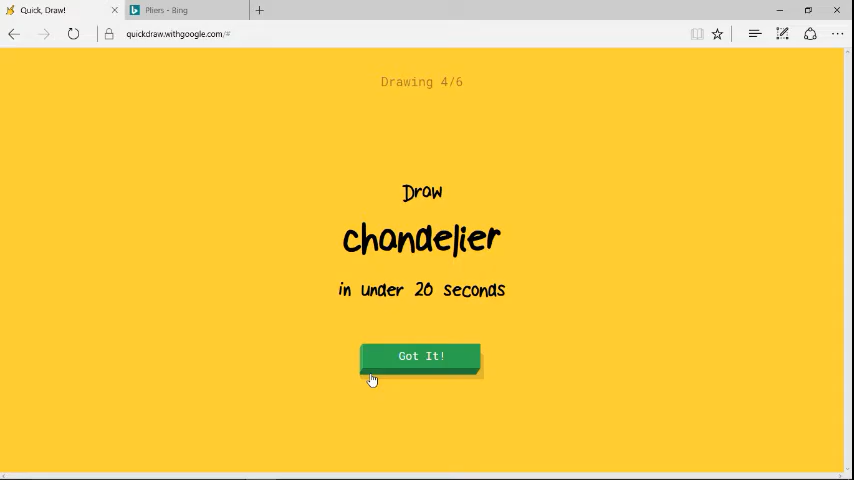 Quick, Draw!
Pliers - Bing
quickdraw.withgoogle.com/#
Drawing 4/6
Draw
chandelier
in under 20 seconds
Got It!